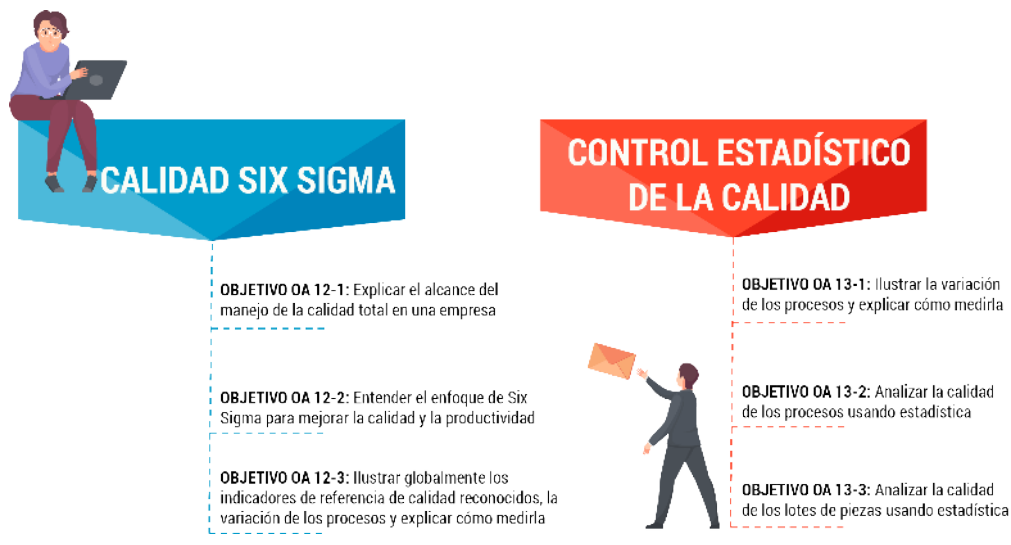 CALIDAD SIX SIGMA
OBJETIVO OA 12-1: Explicar el alcance del
manejo de la calidad total en una empresa
OBJETIVO OA 12-2: Entender el enfoque de Six
Sigma para mejorar la calidad y la productividad
OBJETIVO OA 12-3: Ilustrar globalmente los
indicadores de referencia de calidad reconocidos, la
variación de los procesos y explicar cómo medirla
CONTROL ESTADÍSTICO
DE LA CALIDAD
OBJETIVO OA 13-1: Ilustrar la variación
de los procesos y explicar cómo medirla
OBJETIVO OA 13-2: Analizar la calidad
de los procesos usando estadística
OBJETIVO OA 13-3: Analizar la calidad
de los lotes de piezas usando estadística